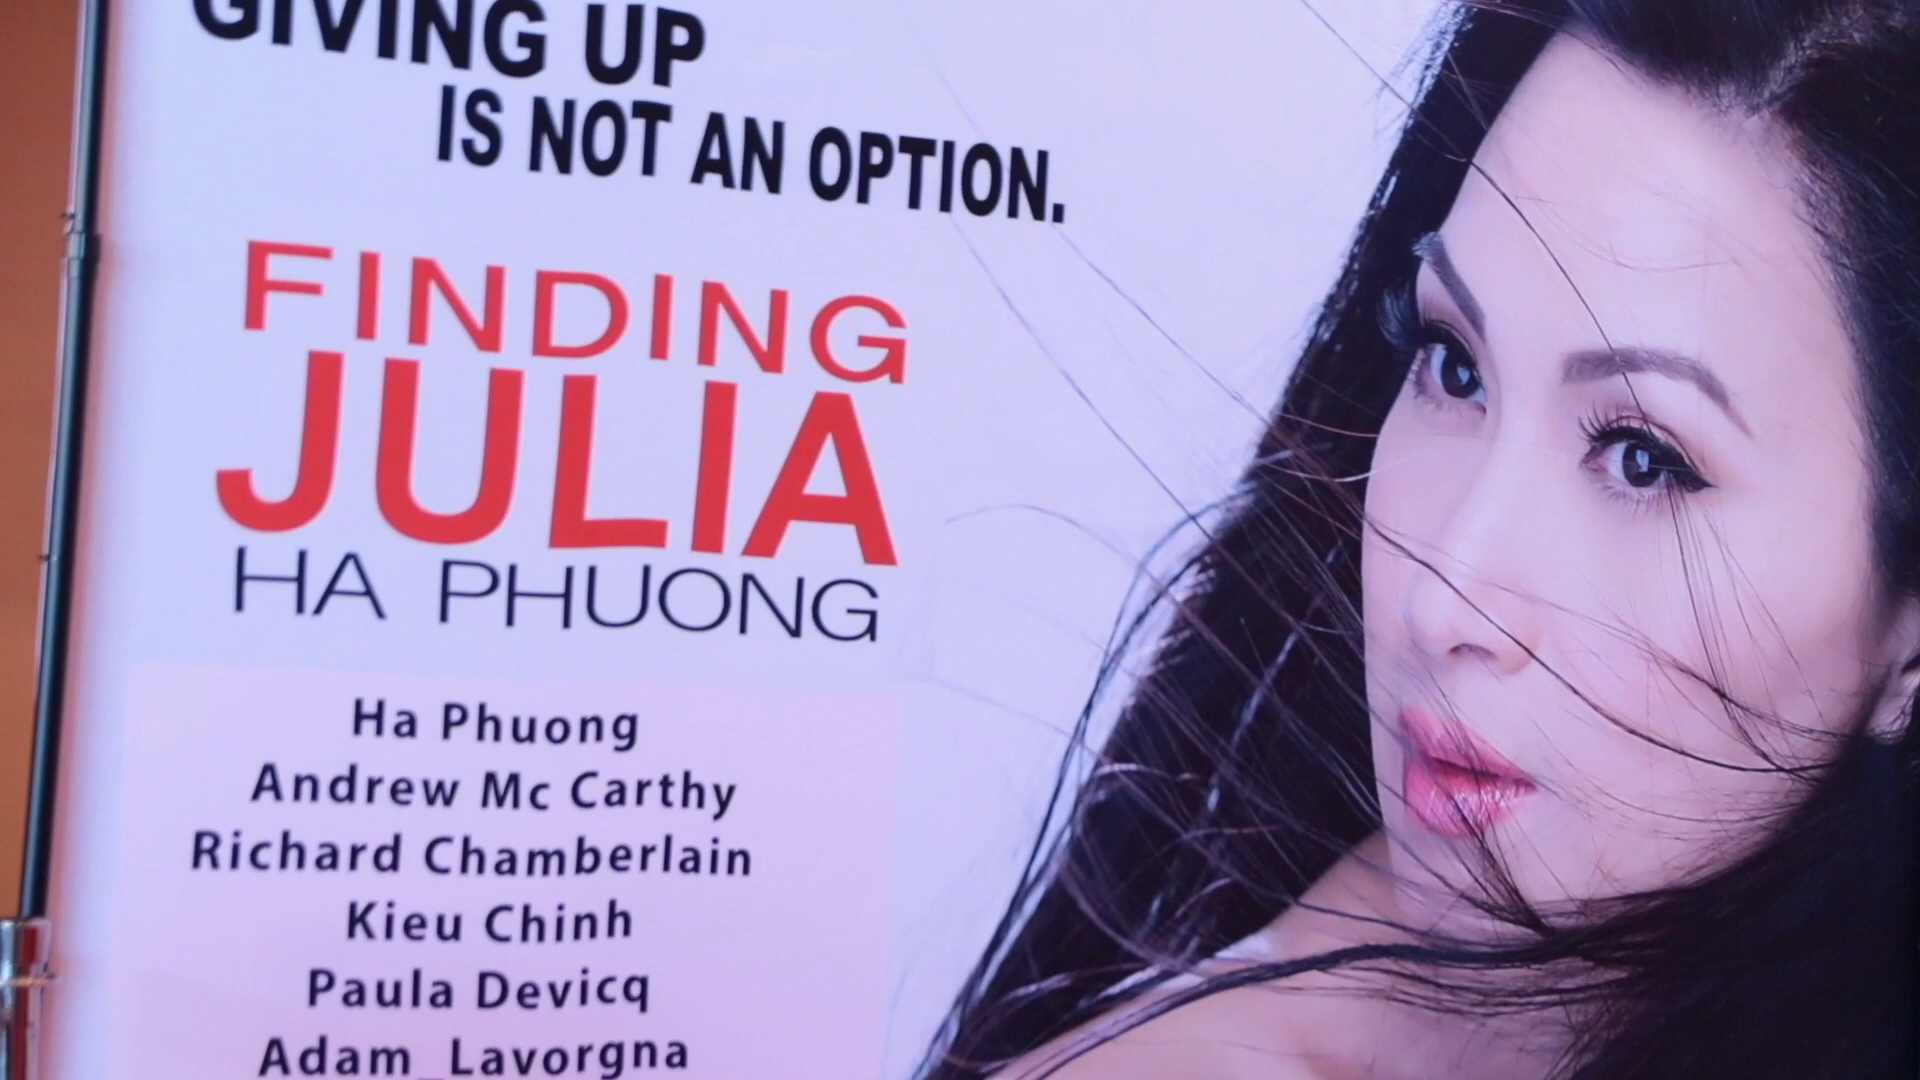 GIVING UP
IS NOT AN OPTION.
FINDING
JULIA
HA PHUONG
Ha Phuong
Andrew Mc Carthy
Richard Chamberlain
Kieu Chinh
Paula Devicq
Adam_Lavorgna